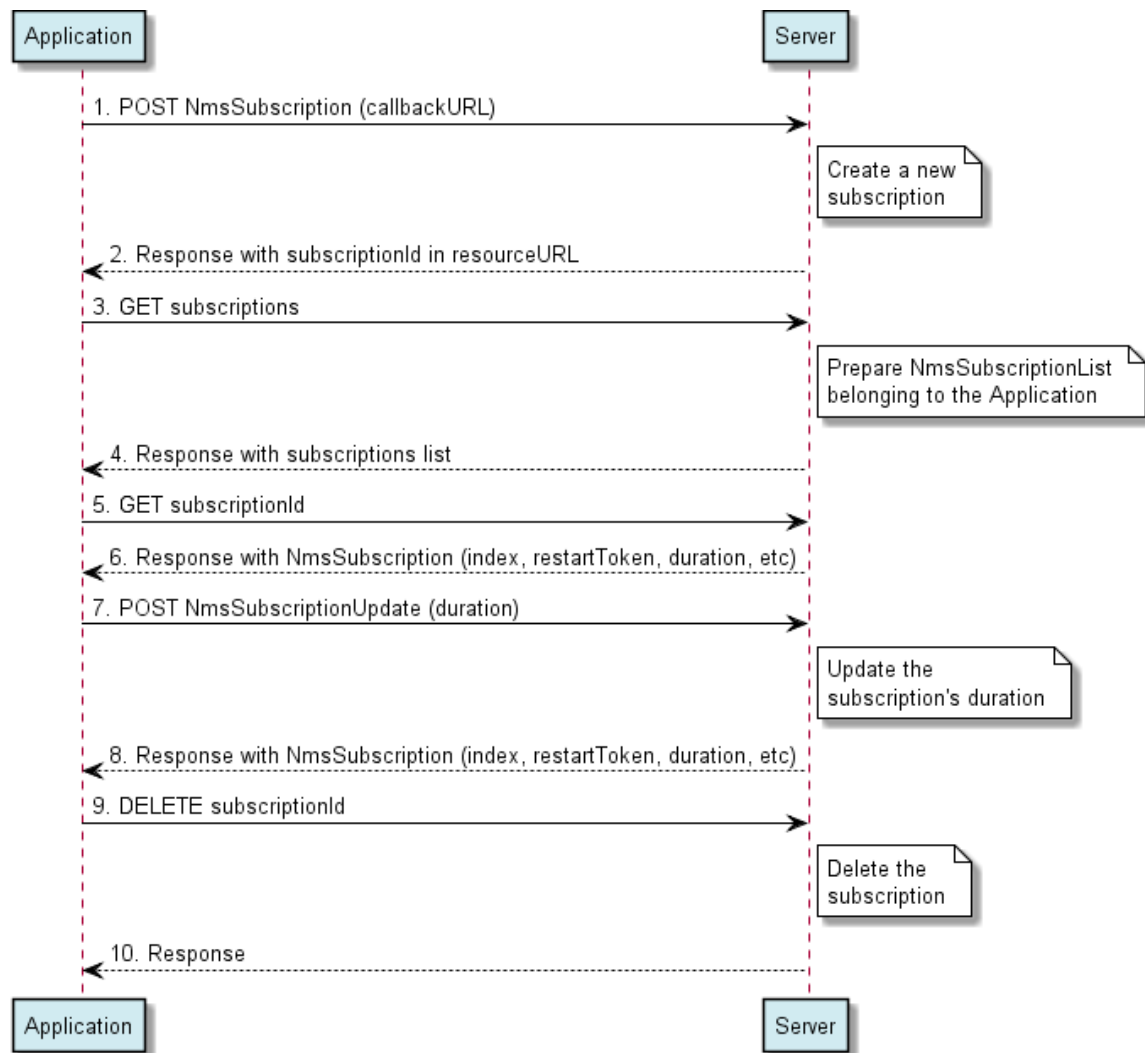 Application
Server
1. POST NmsSubscription (callbackURL)
Create a new
subscription
2. Response with subscriptionId in resourceURL
3. GET subscriptions
Prepare NmsSubscriptionList
belonging to the Application
4. Response with subscriptions list
5. GET subscriptionId
6. Response with NmsSubscription (index, restartToken, duration, etc)
7. POST NmsSubscriptionUpdate (duration)
Update the
subscription's duration
8. Response with NmsSubscription (index, restartToken, duration, etc)
9. DELETE subscriptionId
Delete the
subscription
10. Response
Application
Server